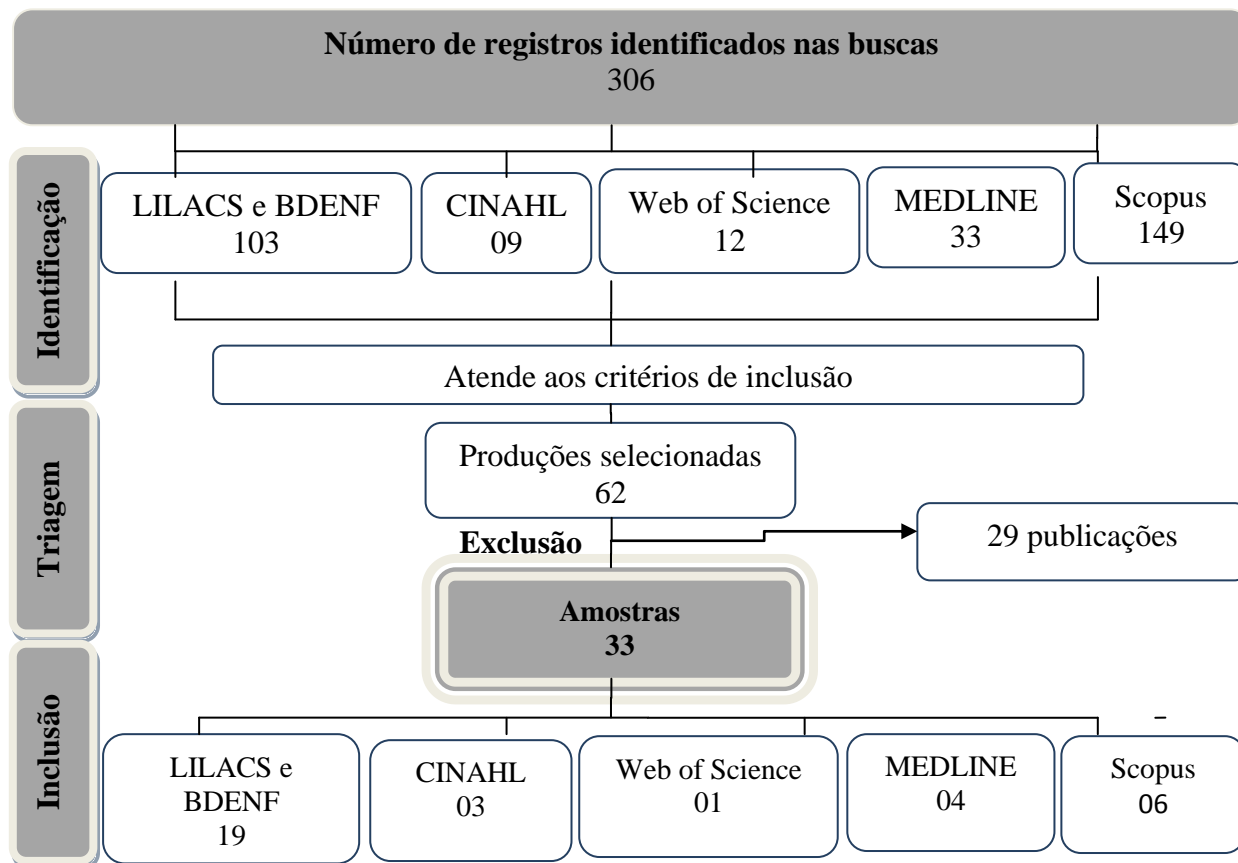 Número de registros identificados nas buscas
306
Identificação
LILACS e BDENF
103
CINAHL
09
Web of Science
12
MEDLINE
33
Scopus
149
Atende aos critérios de inclusão
Triagem
Produções selecionadas
62
Exclusão
29 publicações
Amostras
33
Inclusão
LILACS e
BDENF
19
CINAHL
03
Web of Science
01
MEDLINE
04
Scopus
06